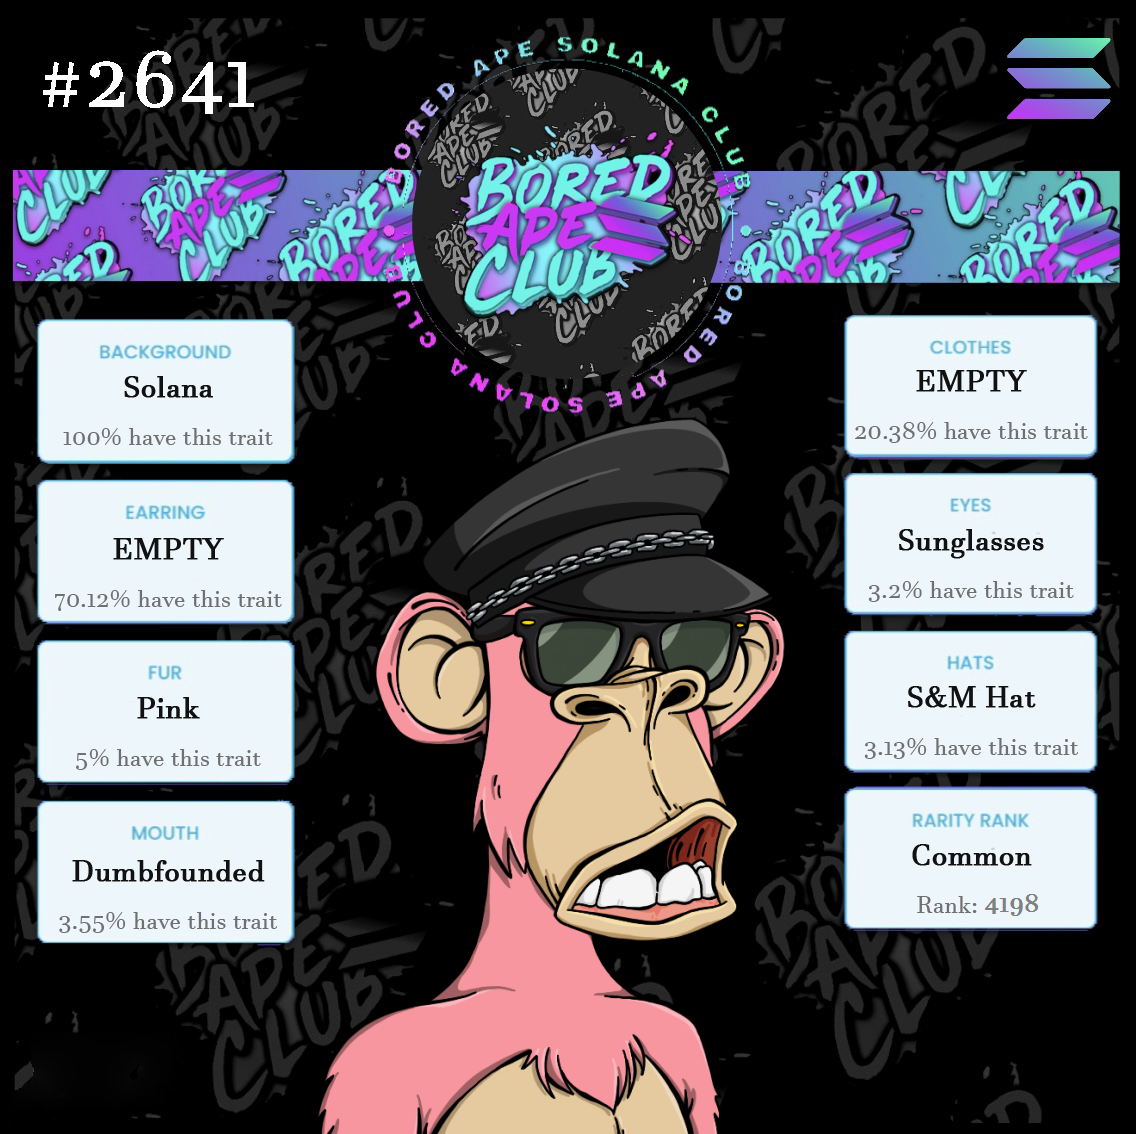 #2641
BORED APE SOLANA CLUB
BORED APE SOLANA CLUB
BORED
APE
CLUB
BACKGROUND
Solana
100% have this trait
EARRING
EMPTY
70.12% have this trait
FUR
Pink
5% have this trait
MOUTH
Dumbfounded
3.55% have this trait
CLOTHES
EMPTY
20.38% have this trait
EYES
Sunglasses
3.2% have this trait
HATS
S&M Hat
3.13% have this trait
RARITY RANK
Common
Rank: 4198